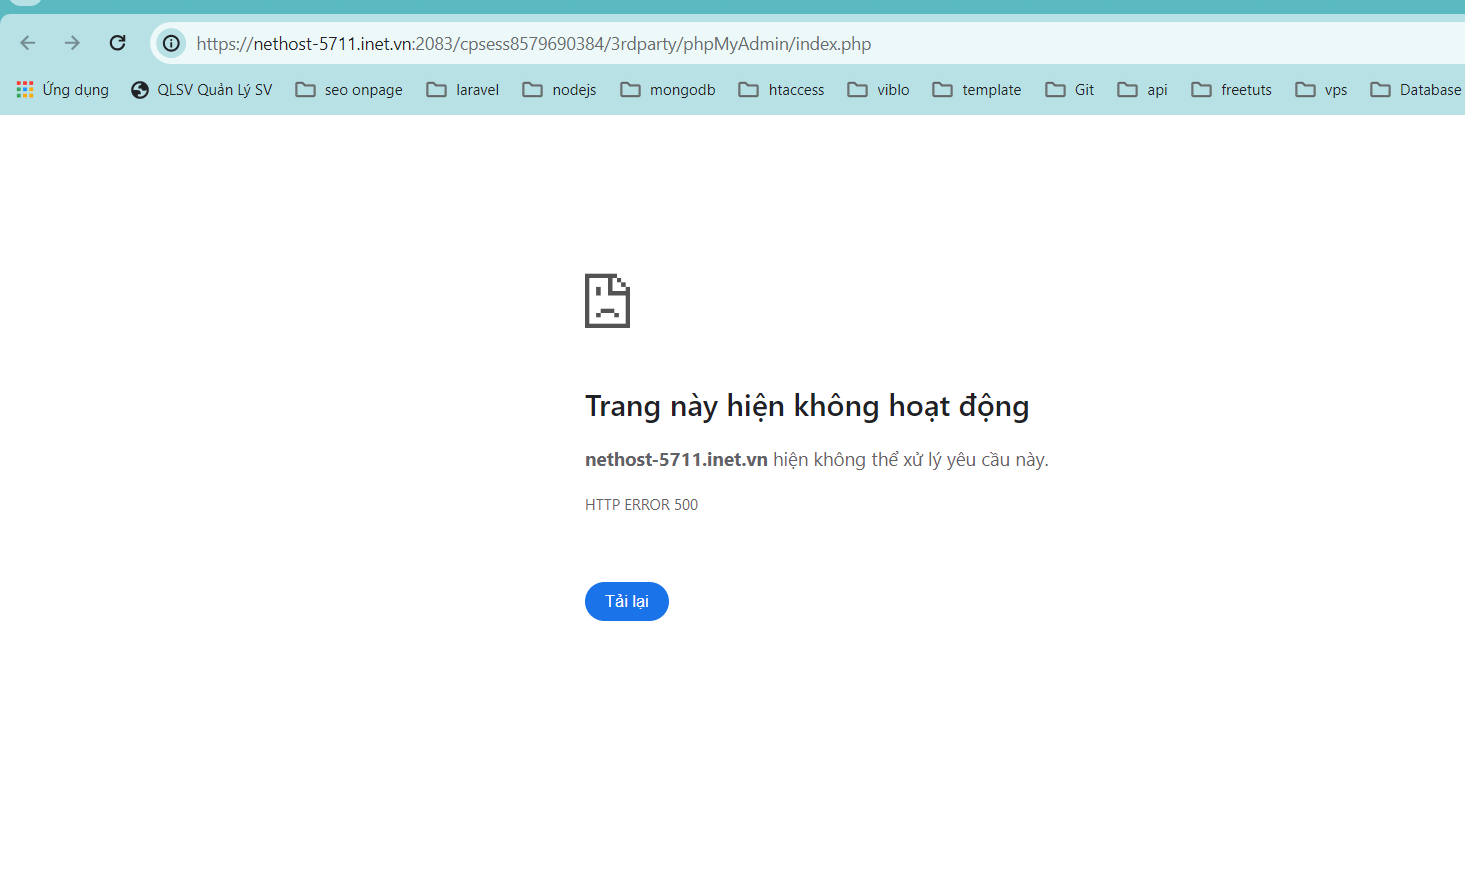 https://nethost-5711.inet.vn:2083/cpsess8579690384/3rdparty/phpMyAdmin/index.php
Ứng dụng QLSV Quản Lý SV seo onpage laravel nodejs mongodb htaccess viblo template Git api freetuts vps Database
Trang này hiện không hoạt động
nethost-5711.inet.vn hiện không thể xử lý yêu cầu này.
HTTP ERROR 500
Tải lại